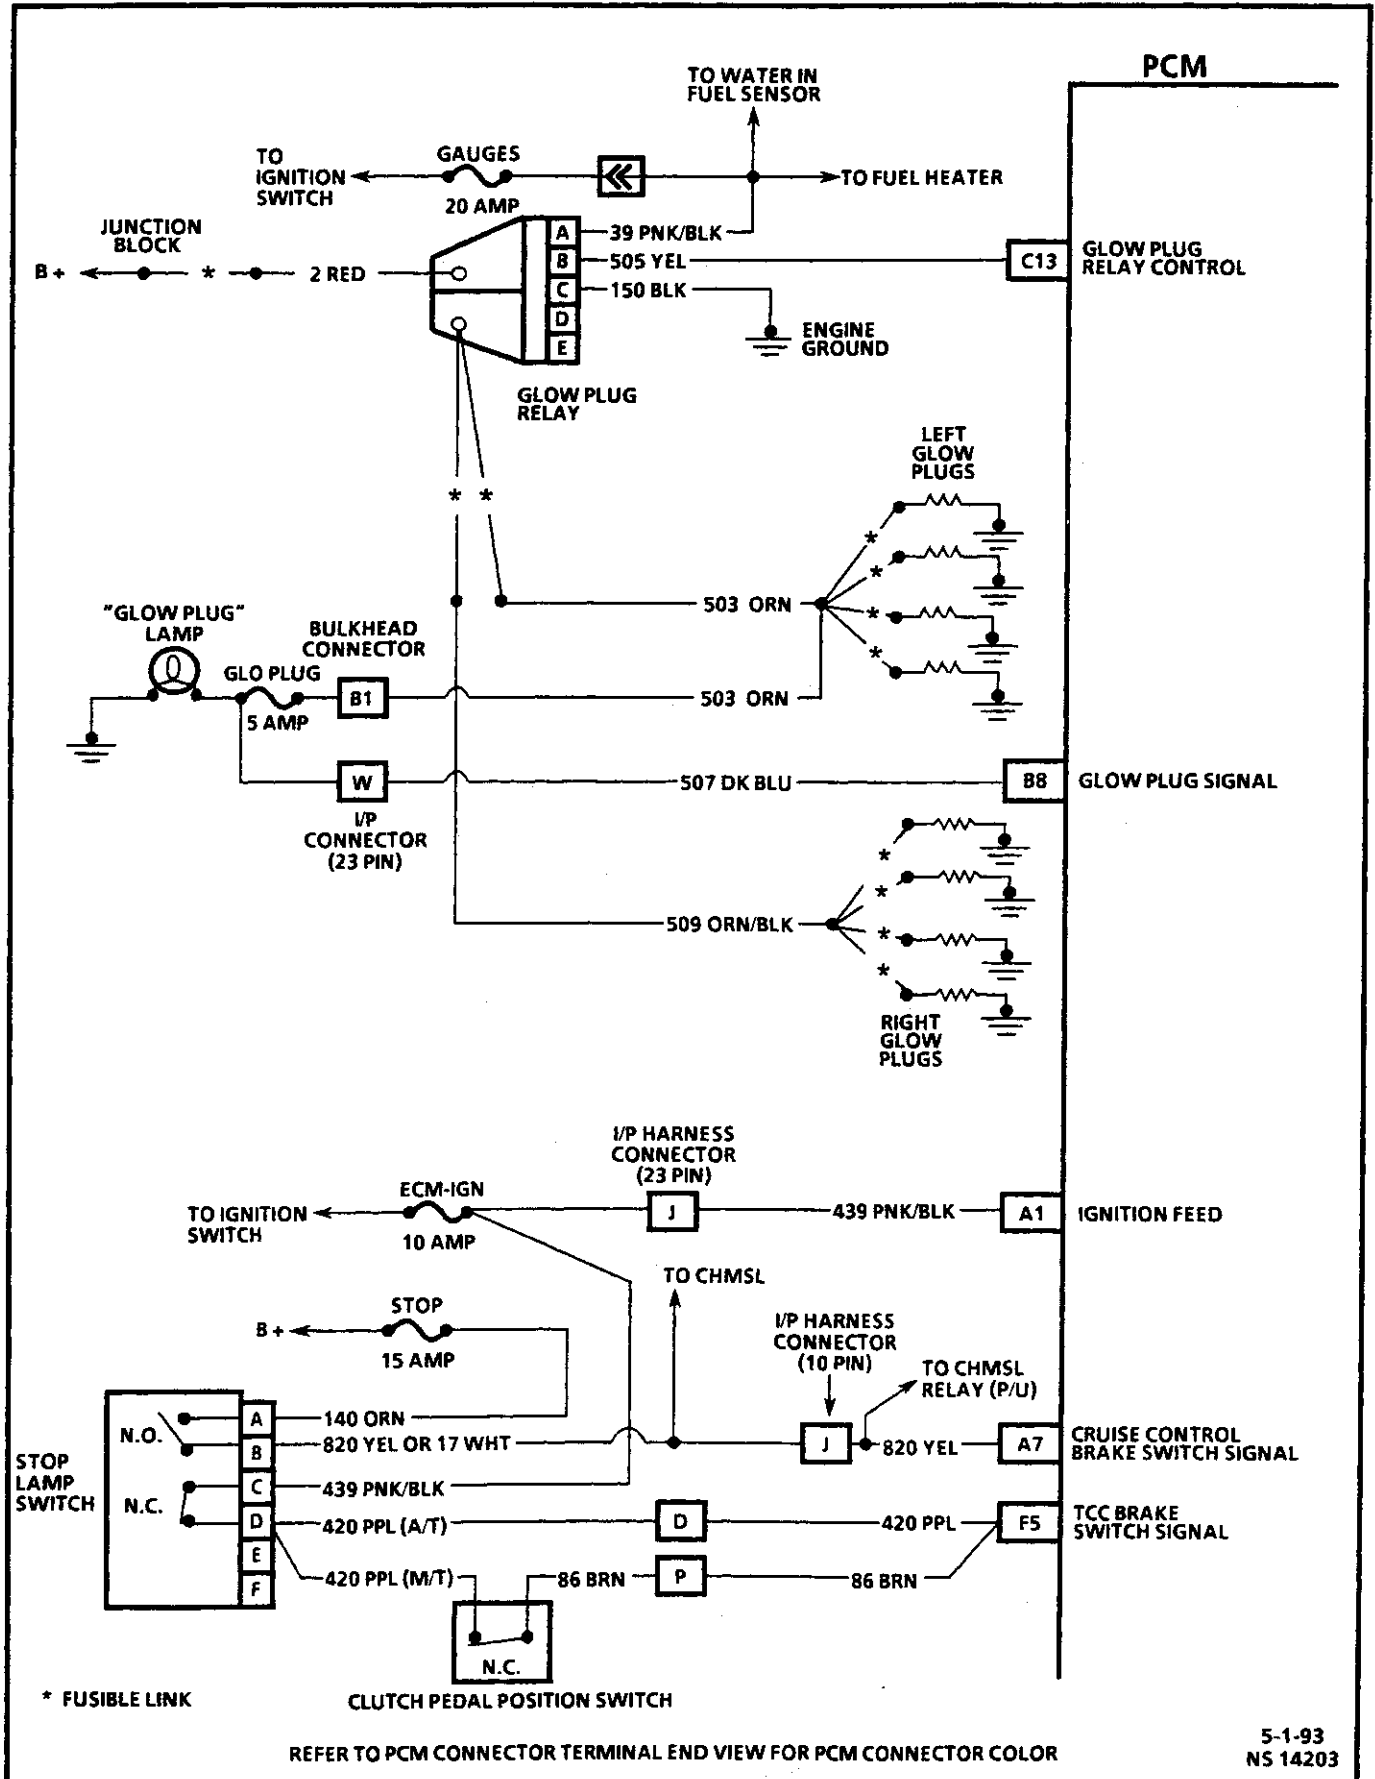 PCM
TO WATER IN
FUEL SENSOR
TO
IGNITION
SWITCH
GAUGES
20 AMP
TO FUEL HEATER
JUNCTION
BLOCK
B +
*
2 RED
A
B
C
D
E
39 PNK/BLK
505 YEL
150 BLK
C13
GLOW PLUG
RELAY CONTROL
ENGINE
GROUND
GLOW PLUG
RELAY
LEFT
GLOW
PLUGS
* *
*
*
*
*
503 ORN
"GLOW PLUG"
LAMP
BULKHEAD
CONNECTOR
GLO PLUG
5 AMP
B1
503 ORN
W
507 DK BLU
B8
GLOW PLUG SIGNAL
I/P
CONNECTOR
(23 PIN)
*
*
*
*
509 ORN/BLK
RIGHT
GLOW
PLUGS
I/P HARNESS
CONNECTOR
(23 PIN)
ECM-IGN
TO IGNITION
SWITCH
10 AMP
J
439 PNK/BLK
A1
IGNITION FEED
TO CHMSL
STOP
B +
15 AMP
I/P HARNESS
CONNECTOR
(10 PIN)
TO CHMSL
RELAY (P/U)
STOP
LAMP
SWITCH
N.O.
N.C.
A
B
C
D
E
F
140 ORN
820 YEL OR 17 WHT
J
820 YEL
A7
CRUISE CONTROL
BRAKE SWITCH SIGNAL
439 PNK/BLK
420 PPL (A/T)
D
420 PPL
F5
TCC BRAKE
SWITCH SIGNAL
420 PPL (M/T)
86 BRN
P
86 BRN
N.C.
* FUSIBLE LINK
CLUTCH PEDAL POSITION SWITCH
REFER TO PCM CONNECTOR TERMINAL END VIEW FOR PCM CONNECTOR COLOR
5-1-93
NS 14203